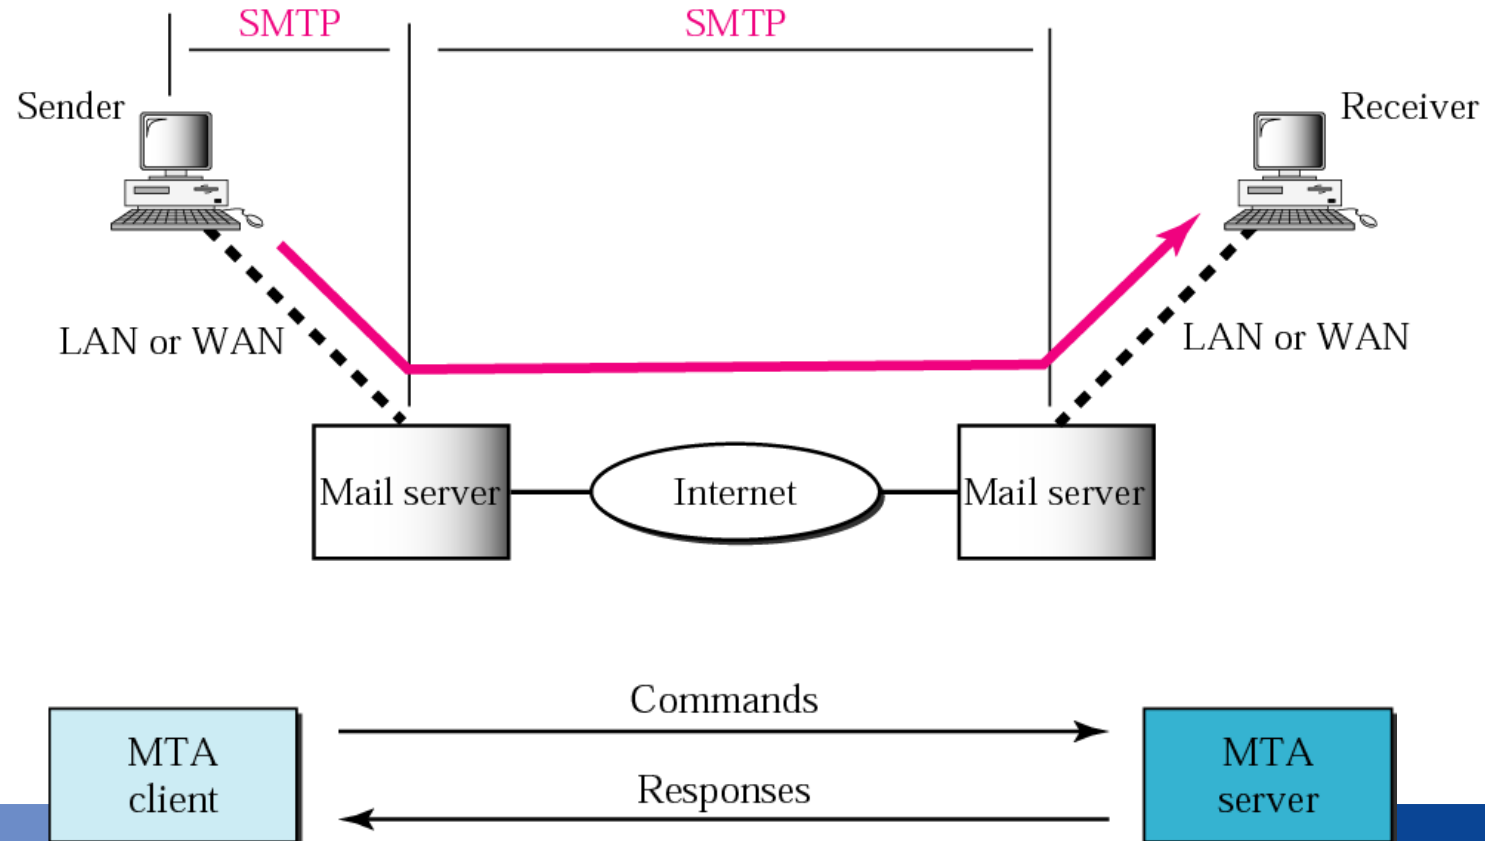 SMTP
SMTP
Sender
Receiver
LAN or WAN
LAN or WAN
Mail server
Internet
Mail server
Commands
MTA
client
MTA
server
Responses